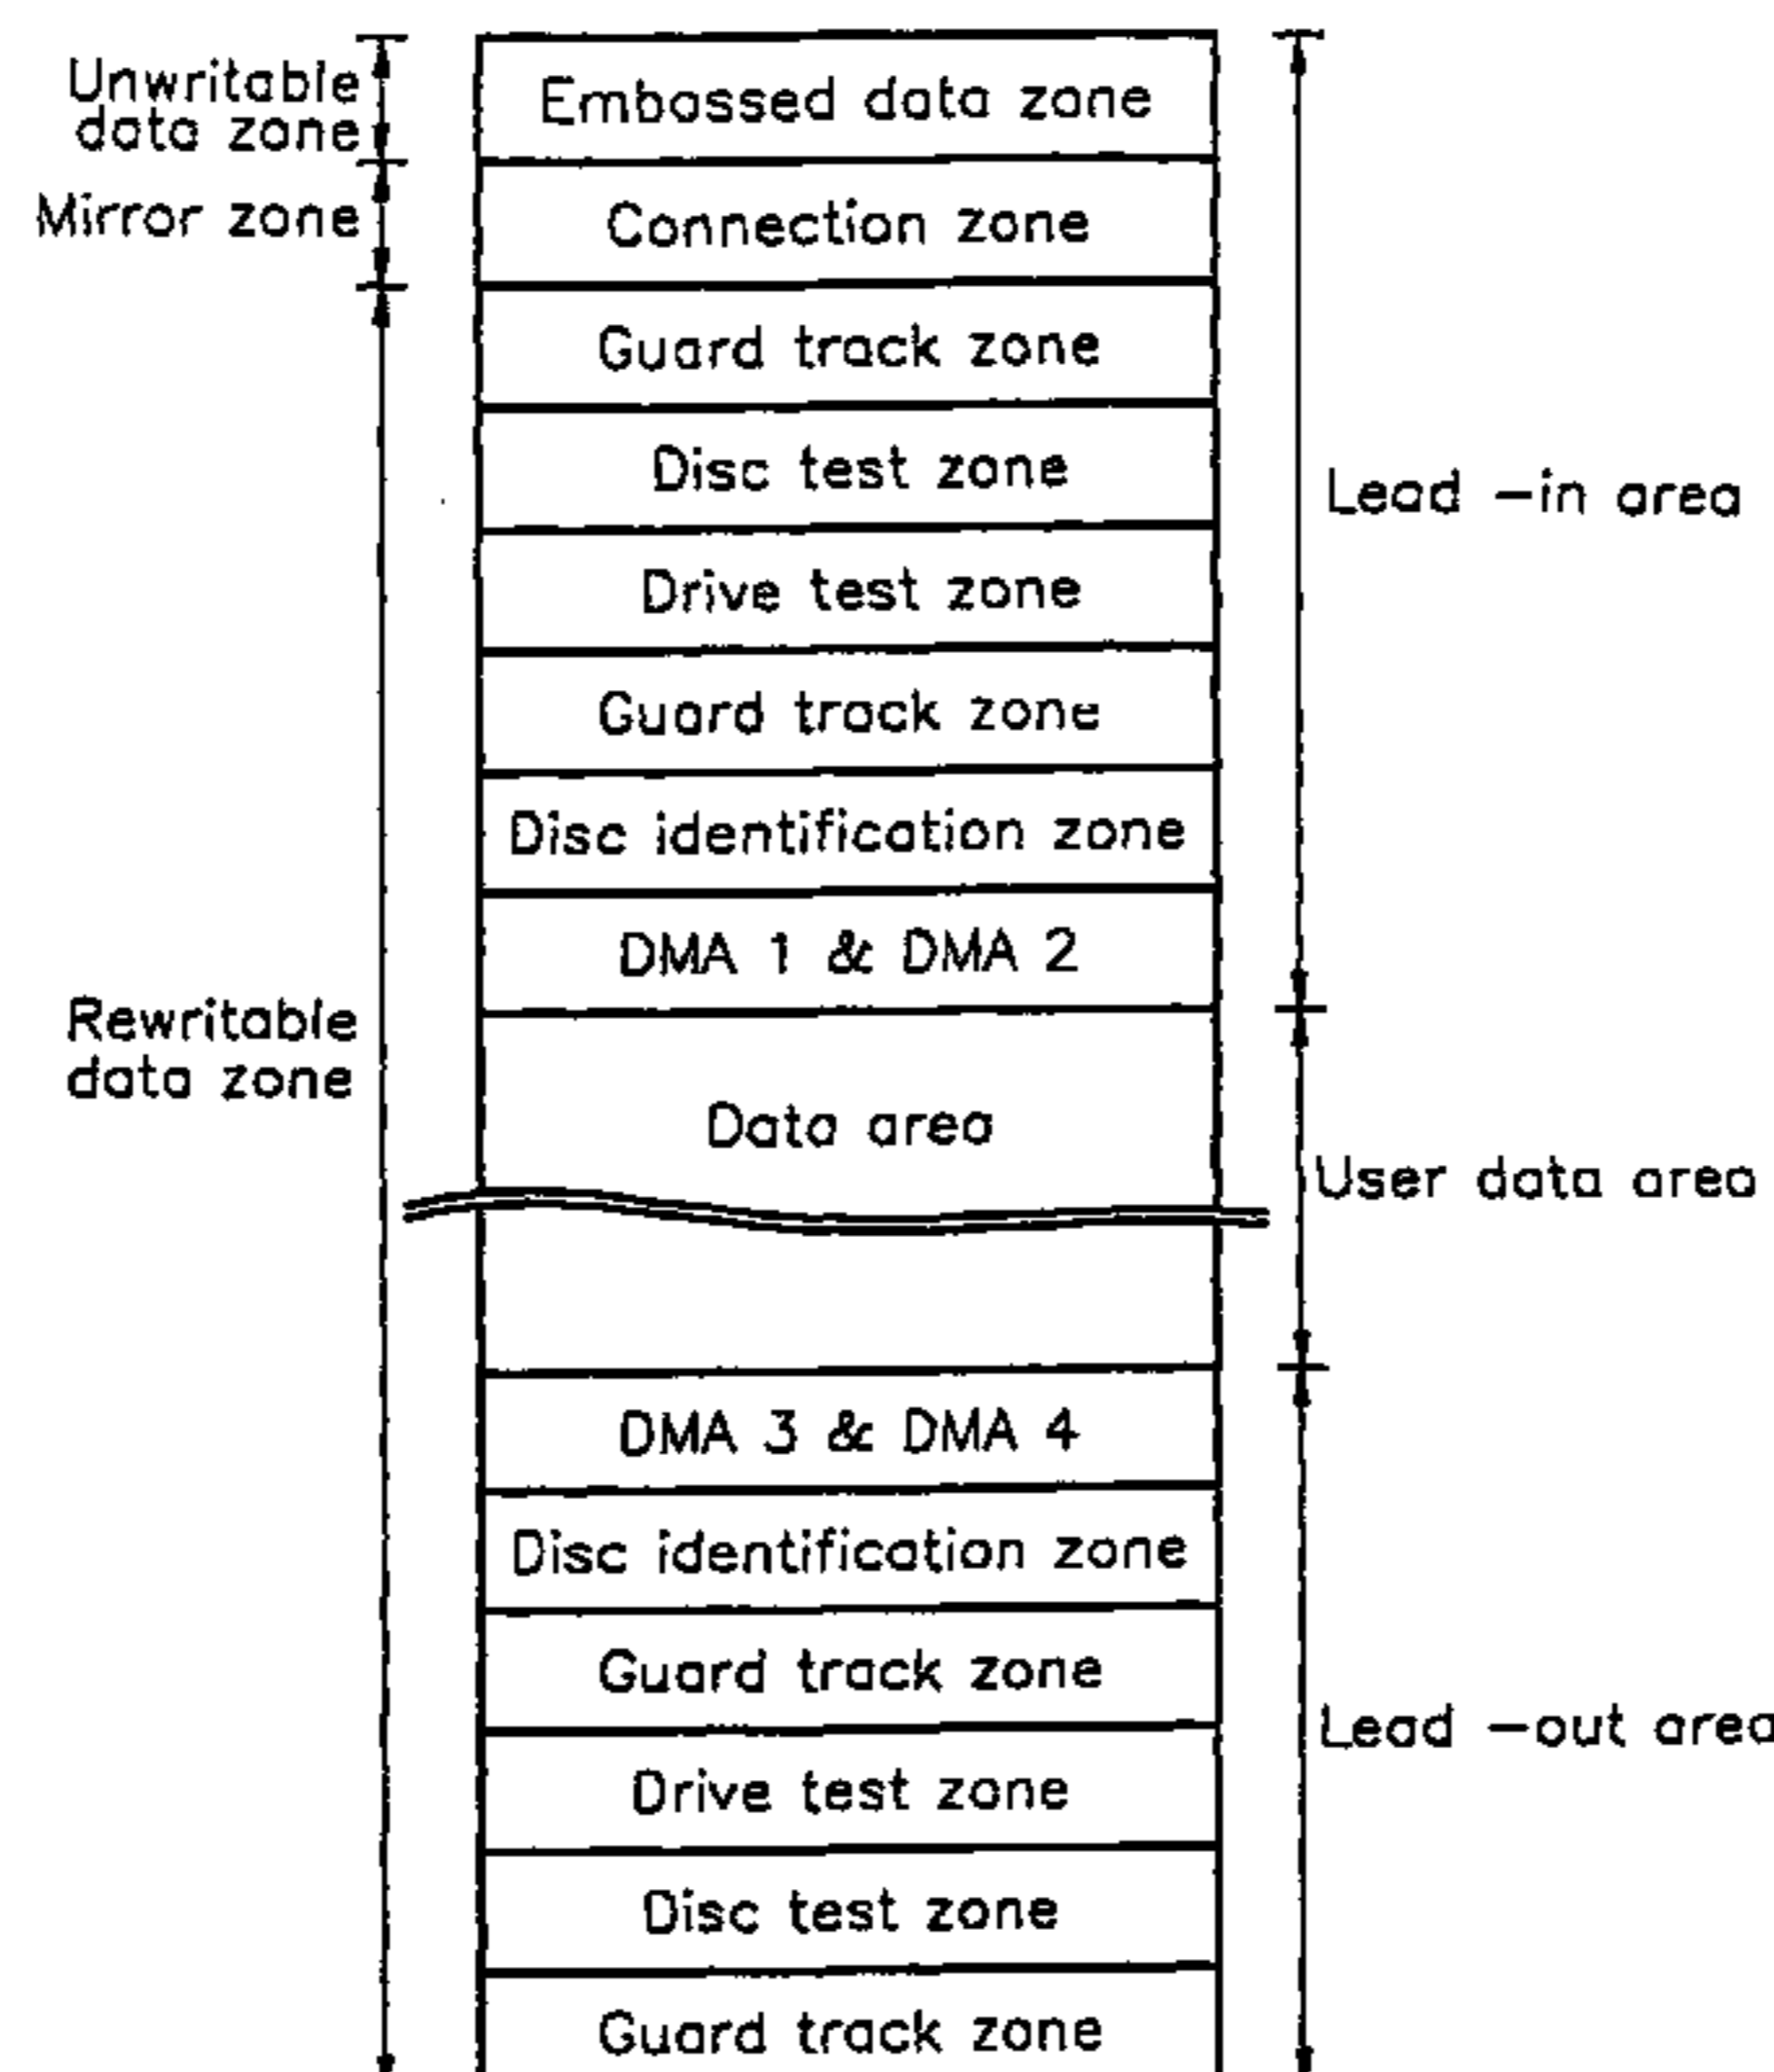 Unwritable
data zone
Embossed data zone
Mirror zone
Connection zone
Guard track zone
Disc test zone
Lead -in area
Drive test zone
Guard track zone
Disc identification zone
DMA 1 & DMA 2
Rewritable
data zone
Data area
User data area
DMA 3 & DMA 4
Disc identification zone
Guard track zone
Lead -out area
Drive test zone
Disc test zone
Guard track zone